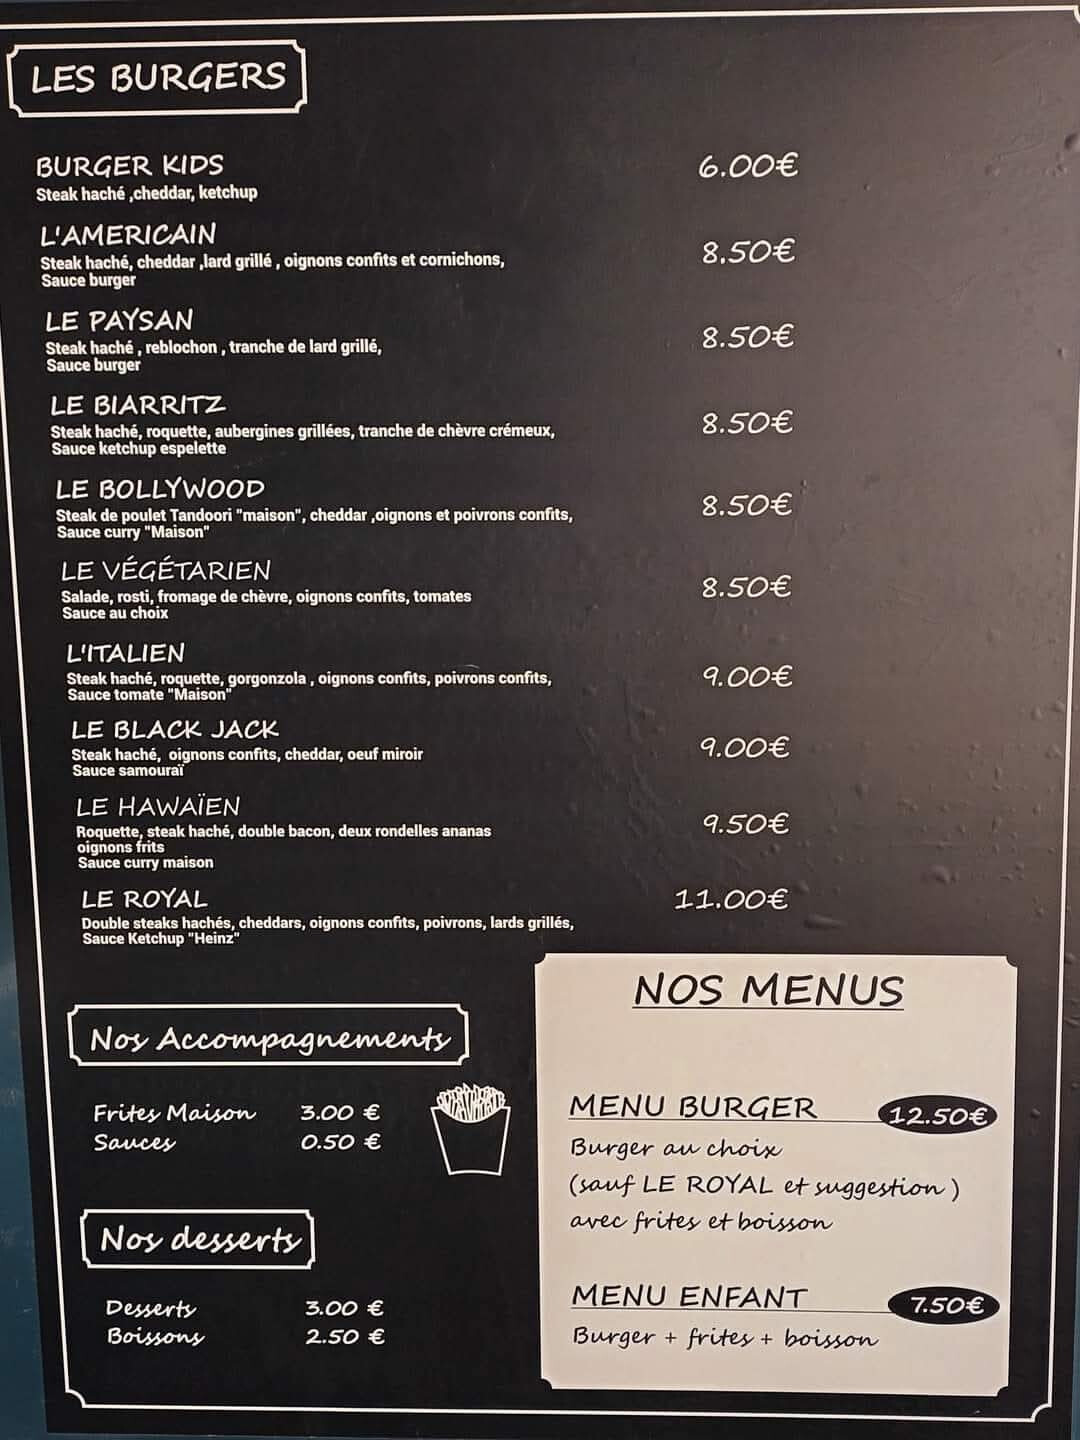 LES BURGERS
BURGER KIDS 6.00€
Steak haché ,cheddar, ketchup
L'AMERICAIN 8.50€
Steak haché, cheddar ,lard grillé , oignons confits et cornichons,
Sauce burger
LE PAYSAN 8.50€
Steak haché , reblochon , tranche de lard grillé,
Sauce burger
LE BIARRITZ 8.50€
Steak haché, roquette, aubergines grillées, tranche de chèvre crémeux,
Sauce ketchup espelette
LE BOLLYWOOD 8.50€
Steak de poulet Tandoori "maison", cheddar ,oignons et poivrons confits,
Sauce curry "Maison"
LE VÉGÉTARIEN 8.50€
Salade, rosti, fromage de chèvre, oignons confits, tomates
Sauce au choix
L'ITALIEN 9.00€
Steak haché, roquette, gorgonzola , oignons confits, poivrons confits,
Sauce tomate "Maison"
LE BLACK JACK 9.00€
Steak haché, oignons confits, cheddar, oeuf miroir
Sauce samouraï
LE HAWAÏEN 9.50€
Roquette, steak haché, double bacon, deux rondelles ananas
oignons frits
Sauce curry maison
LE ROYAL 11.00€
Double steaks hachés, cheddars, oignons confits, poivrons, lards grillés,
Sauce Ketchup "Heinz"
Nos Accompagnements
Frites Maison 3.00 €
Sauces 0.50 €
Nos desserts
Desserts 3.00 €
Boissons 2.50 €
NOS MENUS
MENU BURGER 12.50€
Burger au choix
(sauf LE ROYAL et suggestion )
avec frites et boisson
MENU ENFANT 7.50€
Burger + frites + boisson